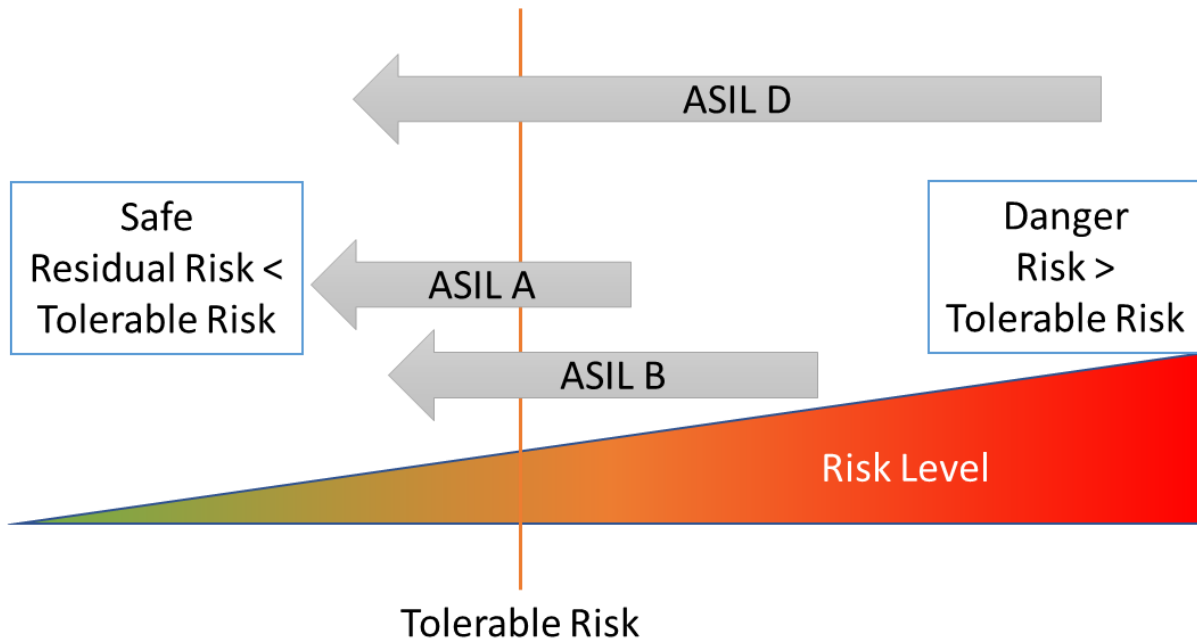 ASIL D
Safe
Residual Risk <
Tolerable Risk
Danger
Risk >
Tolerable Risk
ASIL A
ASIL B
Risk Level
Tolerable Risk